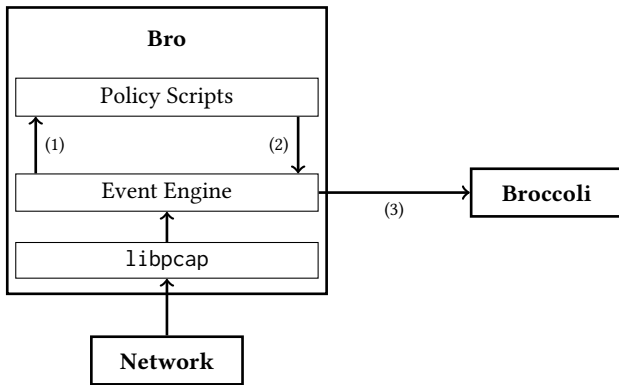 Bro
Policy Scripts
(1)
(2)
Event Engine
(3)
Broccoli
libpcap
Network